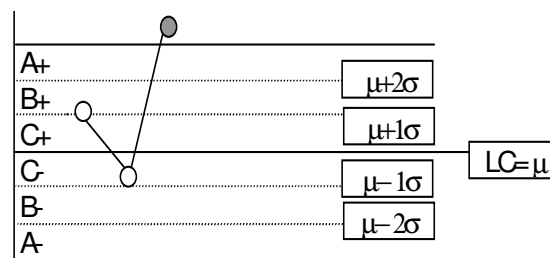 A+
μ+2σ
B+
μ+1σ
C+
LC=μ
C-
μ−1σ
B-
μ−2σ
A-